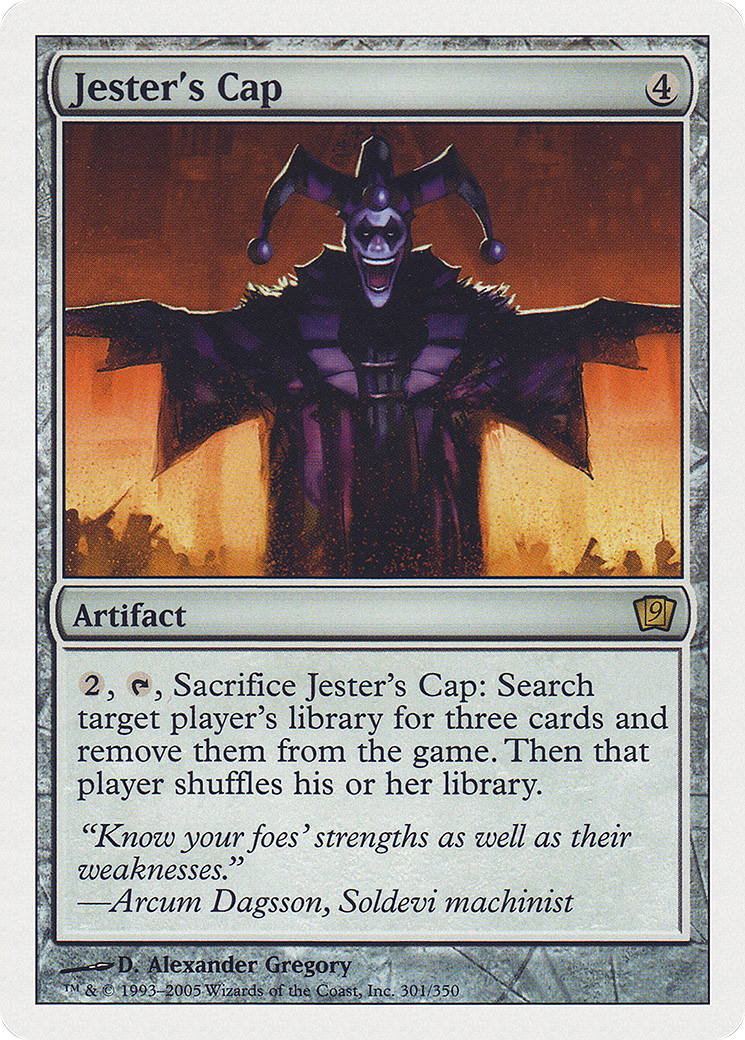 Jester's Cap 4
Artifact 9
2, , Sacrifice Jester's Cap: Search
target player's library for three cards and
remove them from the game. Then that
player shuffles his or her library.
“Know your foes' strengths as well as their
weaknesses.”
—Arcum Dagsson, Soldevi machinist
D. Alexander Gregory
™ & © 1993–2005 Wizards of the Coast, Inc. 301/350